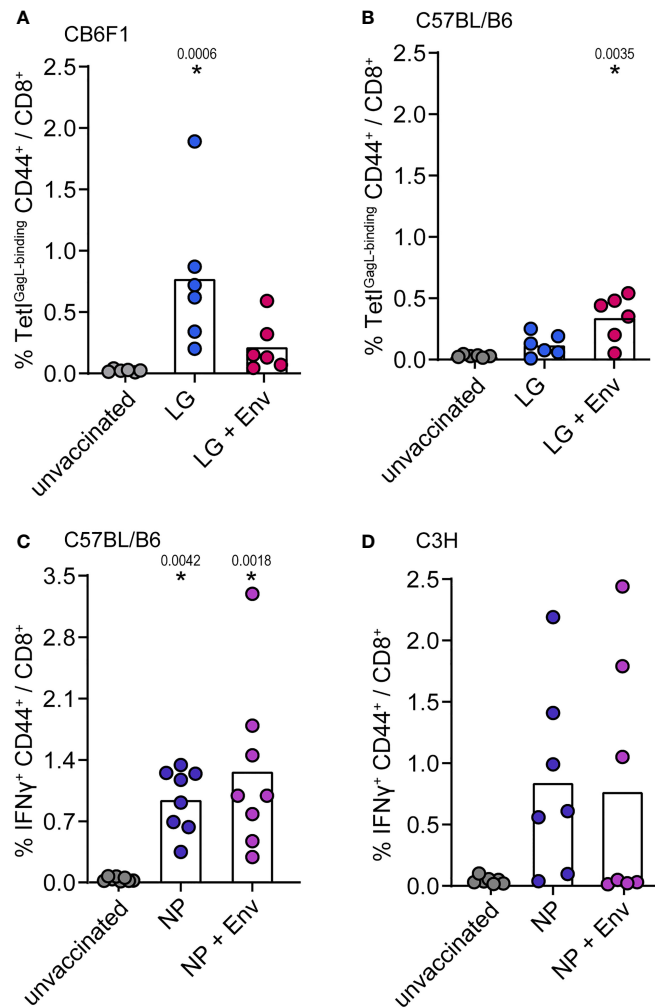 A
CB6F1
0.0006
*
2.5
2.0
1.5
1.0
0.5
0.0
% TetI^GagL-binding CD44⁺ / CD8⁺
unvaccinated
LG
LG + Env
B
C57BL/B6
0.0035
*
2.5
2.0
1.5
1.0
0.5
0.0
% TetI^GagL-binding CD44⁺ / CD8⁺
unvaccinated
LG
LG + Env
C
C57BL/B6
0.0042
0.0018
*
*
3.5
2.8
2.1
1.4
0.7
0.0
% IFNγ⁺ CD44⁺ / CD8⁺
unvaccinated
NP
NP + Env
D
C3H
2.5
2.0
1.5
1.0
0.5
0.0
% IFNγ⁺ CD44⁺ / CD8⁺
unvaccinated
NP
NP + Env